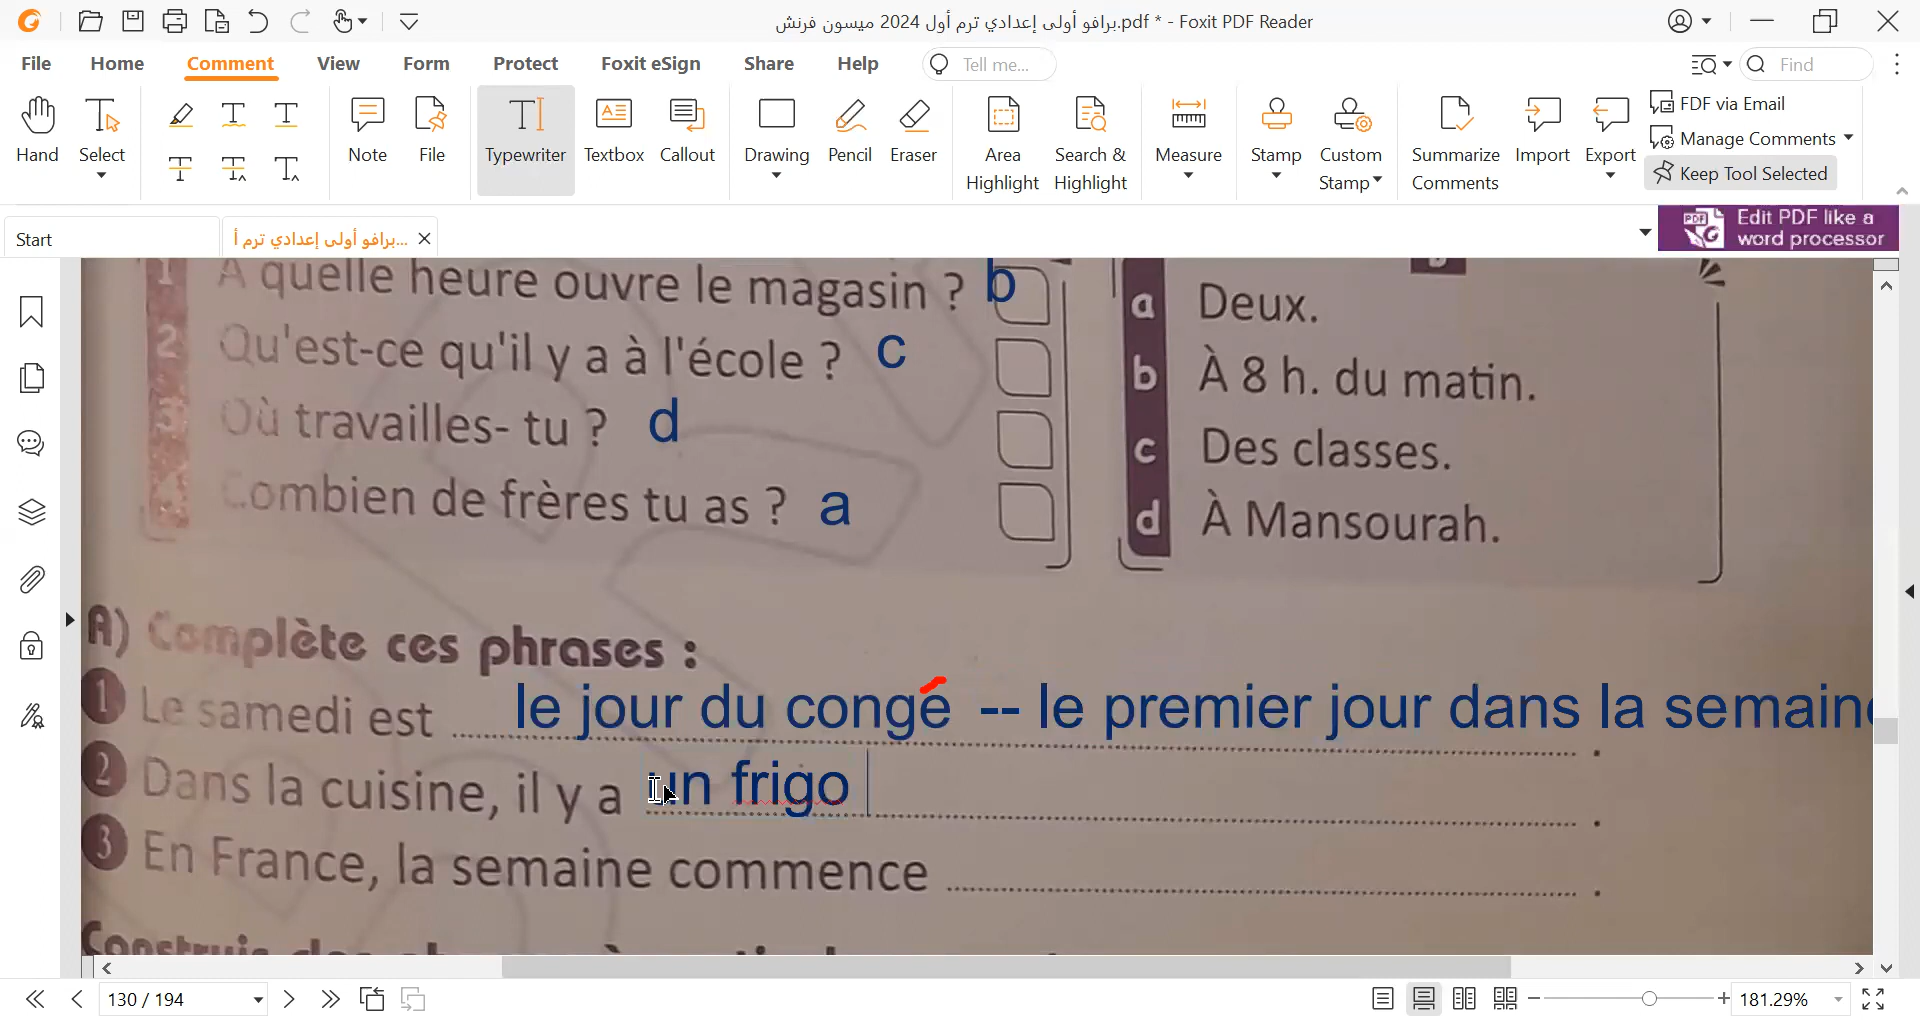 برافو أولى إعدادي ترم أول 2024 ميسون فرنش.pdf * - Foxit PDF Reader
File Home Comment View Form Protect Foxit eSign Share Help Tell me... Find
Hand Select Note File Typewriter Textbox Callout Drawing Pencil Eraser Area Highlight Search & Highlight Measure Stamp Custom Stamp Summarize Comments Import Export
FDF via Email
Manage Comments
Keep Tool Selected
Start
برافو أولى إعدادي ترم أ...
Edit PDF like a
word processor
1 A quelle heure ouvre le magasin ? b
2 Qu'est-ce qu'il y a à l'école ? c
3 Où travailles- tu ? d
4 Combien de frères tu as ? a
a Deux.
b À 8 h. du matin.
c Des classes.
d À Mansourah.
A) Complète ces phrases :
1 Le samedi est le jour du congé -- le premier jour dans la semaine
2 Dans la cuisine, il y a un frigo .
3 En France, la semaine commence .
130 / 194
181.29%